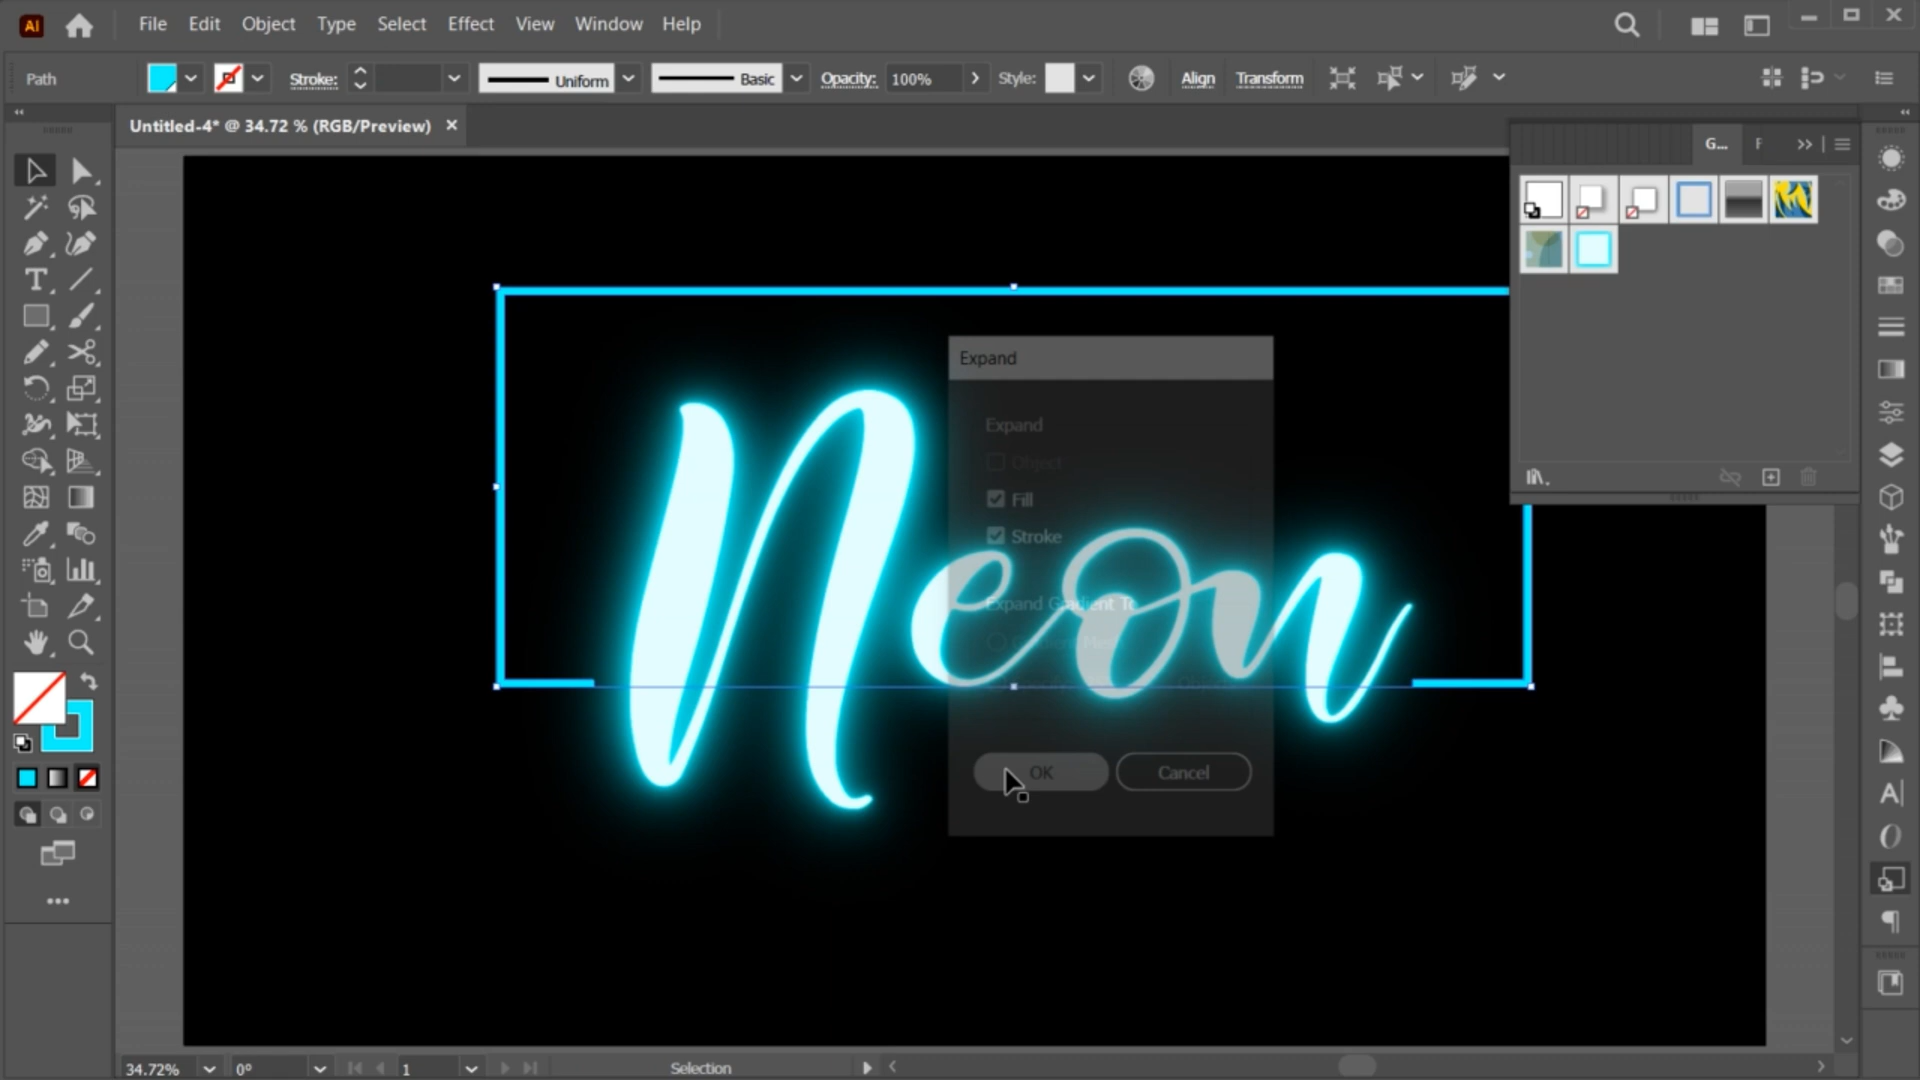 Ai File Edit Object Type Select Effect View Window Help
Path Stroke: Uniform Basic Opacity: 100% Style: Align Transform
Untitled-4* @ 34.72 % (RGB/Preview) ×
G... F
Expand
Expand
Object
Fill
Stroke
Neon
Expand Gradient To
OK Cancel
34.72% 0° 1 Selection